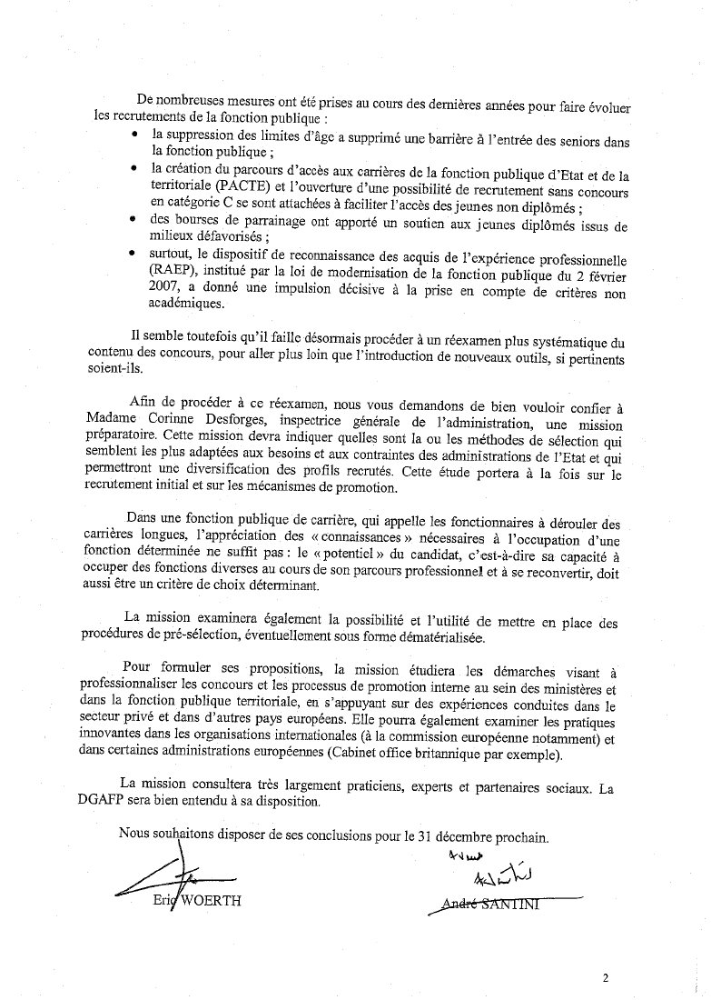 De nombreuses mesures ont été prises au cours des dernières années pour faire évoluer
les recrutements de la fonction publique :
• la suppression des limites d'âge a supprimé une barrière à l'entrée des seniors dans
la fonction publique ;
• la création du parcours d'accès aux carrières de la fonction publique d'Etat et de la
territoriale (PACTE) et l'ouverture d'une possibilité de recrutement sans concours
en catégorie C se sont attachées à faciliter l'accès des jeunes non diplômés ;
• des bourses de parrainage ont apporté un soutien aux jeunes diplômés issus de
milieux défavorisés ;
• surtout, le dispositif de reconnaissance des acquis de l'expérience professionnelle
(RAEP), institué par la loi de modernisation de la fonction publique du 2 février
2007, a donné une impulsion décisive à la prise en compte de critères non
académiques.
Il semble toutefois qu'il faille désormais procéder à un réexamen plus systématique du
contenu des concours, pour aller plus loin que l'introduction de nouveaux outils, si pertinents
soient-ils.
Afin de procéder à ce réexamen, nous vous demandons de bien vouloir confier à
Madame Corinne Desforges, inspectrice générale de l'administration, une mission
préparatoire. Cette mission devra indiquer quelles sont la ou les méthodes de sélection qui
semblent les plus adaptées aux besoins et aux contraintes des administrations de l'Etat et qui
permettront une diversification des profils recrutés. Cette étude portera à la fois sur le
recrutement initial et sur les mécanismes de promotion.
Dans une fonction publique de carrière, qui appelle les fonctionnaires à dérouler des
carrières longues, l'appréciation des « connaissances » nécessaires à l'occupation d'une
fonction déterminée ne suffit pas : le « potentiel » du candidat, c'est-à-dire sa capacité à
occuper des fonctions diverses au cours de son parcours professionnel et à se reconvertir, doit
aussi être un critère de choix déterminant.
La mission examinera également la possibilité et l'utilité de mettre en place des
procédures de pré-sélection, éventuellement sous forme dématérialisée.
Pour formuler ses propositions, la mission étudiera les démarches visant à
professionnaliser les concours et les processus de promotion interne au sein des ministères et
dans la fonction publique territoriale, en s'appuyant sur des expériences conduites dans le
secteur privé et dans d'autres pays européens. Elle pourra également examiner les pratiques
innovantes dans les organisations internationales (à la commission européenne notamment) et
dans certaines administrations européennes (Cabinet office britannique par exemple).
La mission consultera très largement praticiens, experts et partenaires sociaux. La
DGAFP sera bien entendu à sa disposition.
Nous souhaitons disposer de ses conclusions pour le 31 décembre prochain.
Eric WOERTH
André SANTINI
2